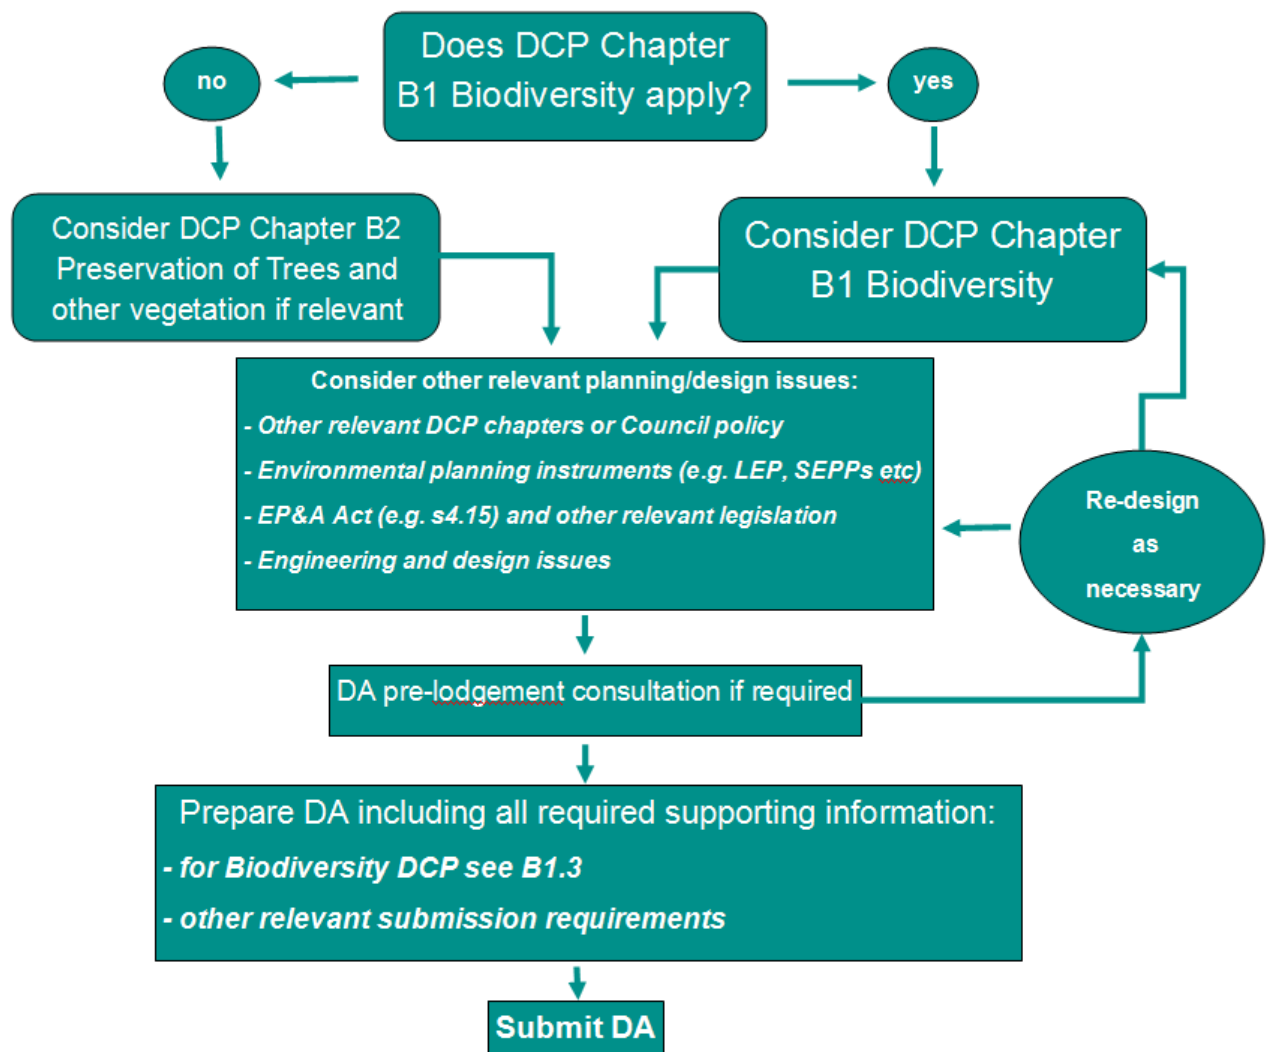 Does DCP Chapter
B1 Biodiversity apply?
no
yes
Consider DCP Chapter B2
Preservation of Trees and
other vegetation if relevant
Consider DCP Chapter
B1 Biodiversity
Consider other relevant planning/design issues:
- Other relevant DCP chapters or Council policy
- Environmental planning instruments (e.g. LEP, SEPPs etc)
- EP&A Act (e.g. s4.15) and other relevant legislation
- Engineering and design issues
Re-design
as
necessary
DA pre-lodgement consultation if required
Prepare DA including all required supporting information:
- for Biodiversity DCP see B1.3
- other relevant submission requirements
Submit DA